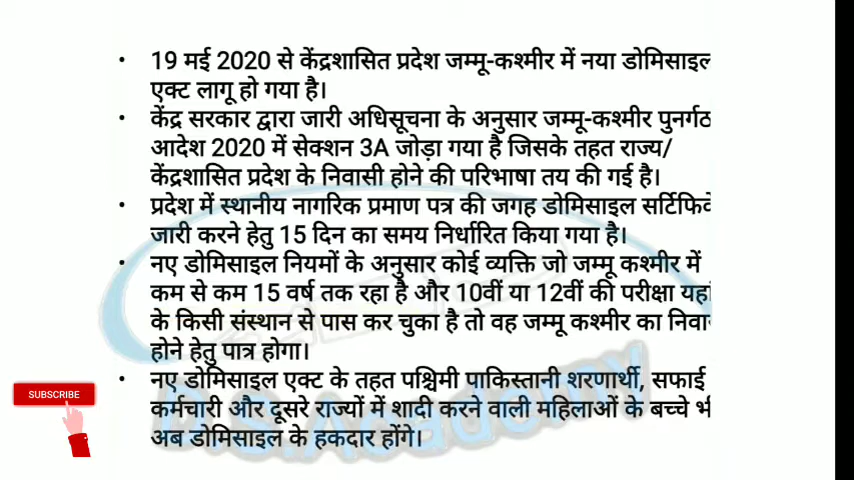 • 19 मई 2020 से केंद्रशासित प्रदेश जम्मू-कश्मीर में नया डोमिसाइल
एक्ट लागू हो गया है।
• केंद्र सरकार द्वारा जारी अधिसूचना के अनुसार जम्मू-कश्मीर पुनर्गठ
आदेश 2020 में सेक्शन 3A जोड़ा गया है जिसके तहत राज्य/
केंद्रशासित प्रदेश के निवासी होने की परिभाषा तय की गई है।
• प्रदेश में स्थानीय नागरिक प्रमाण पत्र की जगह डोमिसाइल सर्टिफिके
जारी करने हेतु 15 दिन का समय निर्धारित किया गया है।
• नए डोमिसाइल नियमों के अनुसार कोई व्यक्ति जो जम्मू कश्मीर में
कम से कम 15 वर्ष तक रहा है और 10वीं या 12वीं की परीक्षा यहां
के किसी संस्थान से पास कर चुका है तो वह जम्मू कश्मीर का निवा
होने हेतु पात्र होगा।
• नए डोमिसाइल एक्ट के तहत पश्चिमी पाकिस्तानी शरणार्थी, सफाई
SUBSCRIBE
कर्मचारी और दूसरे राज्यों में शादी करने वाली महिलाओं के बच्चे भी
अब डोमिसाइल के हकदार होंगे।
D.S.Academy